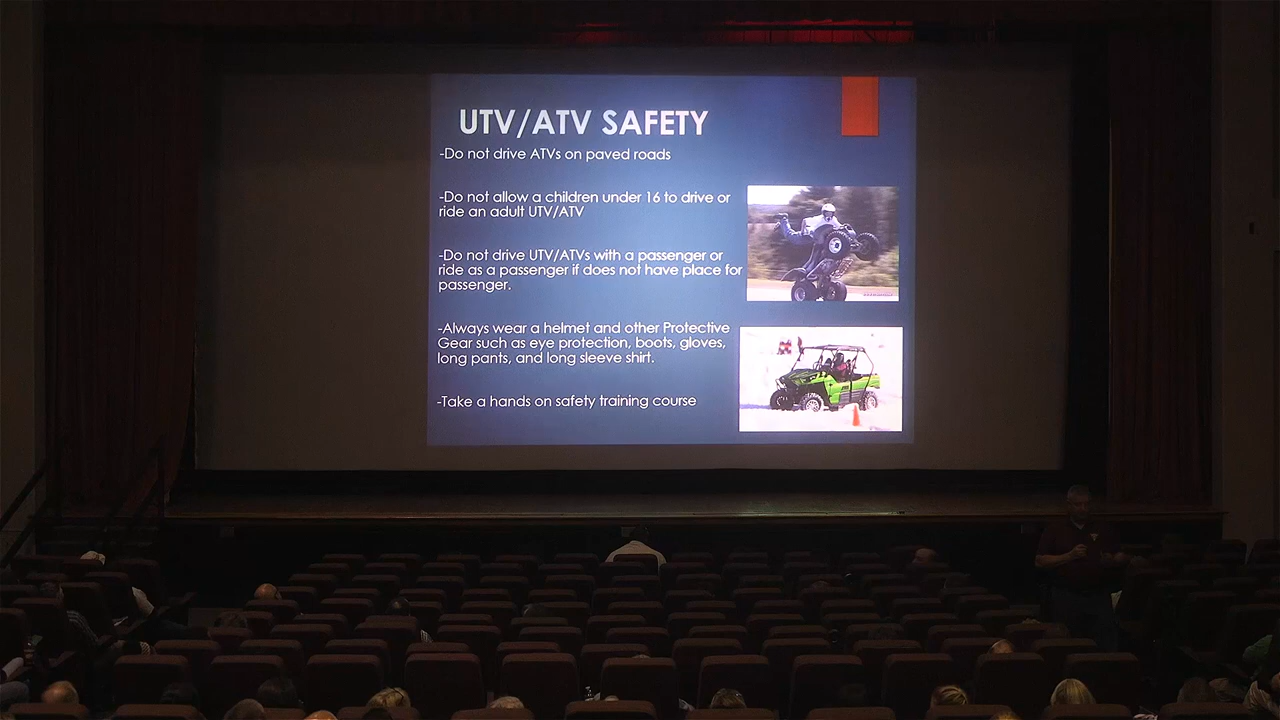 UTV/ATV SAFETY
-Do not drive ATVs on paved roads
-Do not allow a children under 16 to drive or
ride an adult UTV/ATV
-Do not drive UTV/ATVs with a passenger or
ride as a passenger if does not have place for
passenger.
-Always wear a helmet and other Protective
Gear such as eye protection, boots, gloves,
long pants, and long sleeve shirt.
-Take a hands on safety training course